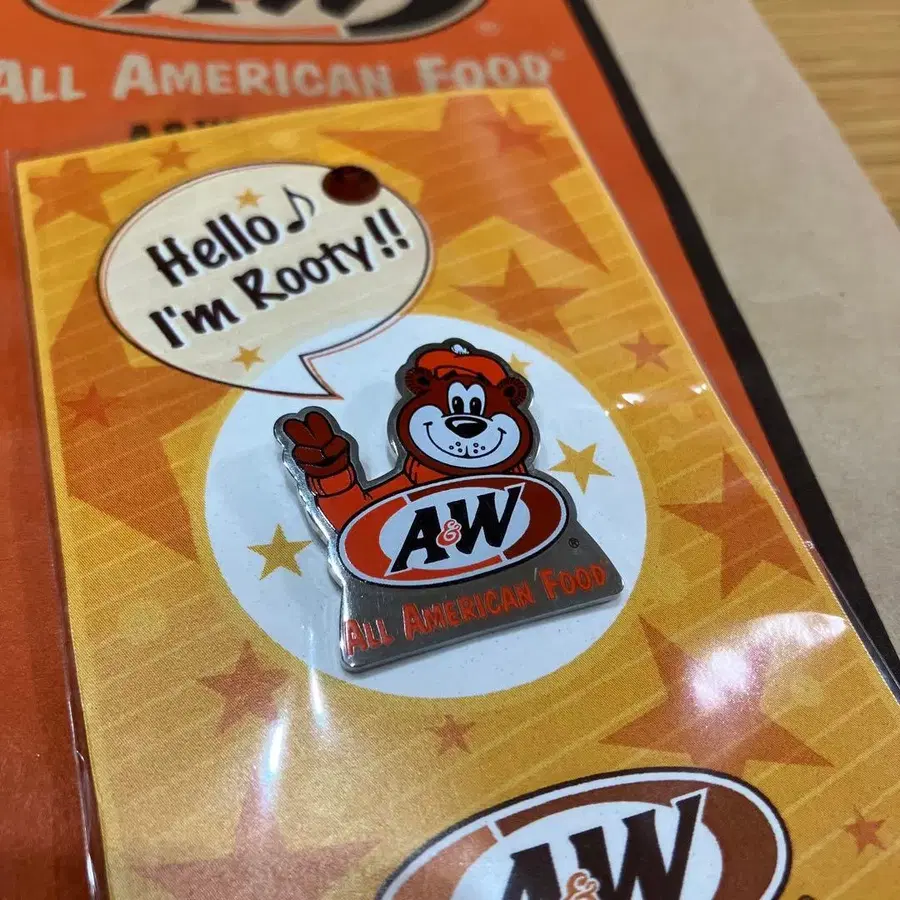 A&W
ALL AMERICAN FOOD®
Hello♪
I'm Rooty!!
A&W®
ALL AMERICAN FOOD
A&W